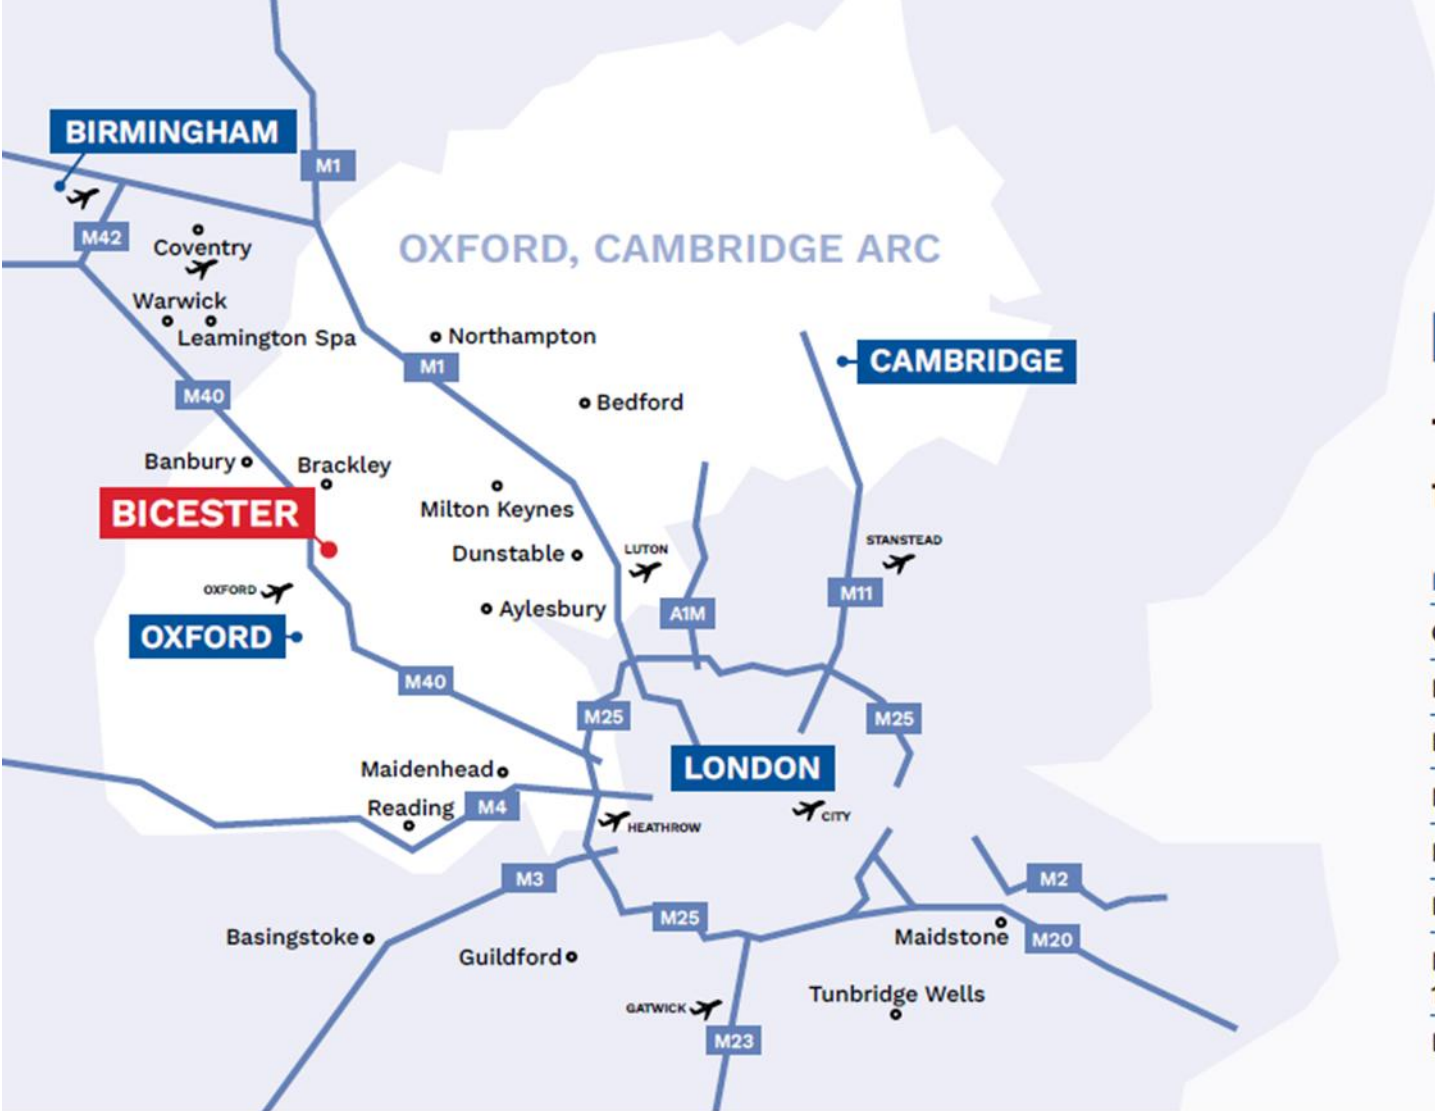 BIRMINGHAM
M1
M42
Coventry
OXFORD, CAMBRIDGE ARC
Warwick
Leamington Spa
Northampton
M1
CAMBRIDGE
M40
Bedford
Banbury
Brackley
BICESTER
Milton Keynes
Dunstable
LUTON
STANSTEAD
OXFORD
M11
Aylesbury
A1M
OXFORD
M40
M25
M25
LONDON
Maidenhead
Reading
M4
HEATHROW
CITY
M3
M2
M25
Basingstoke
Maidstone
M20
Guildford
Tunbridge Wells
GATWICK
M23